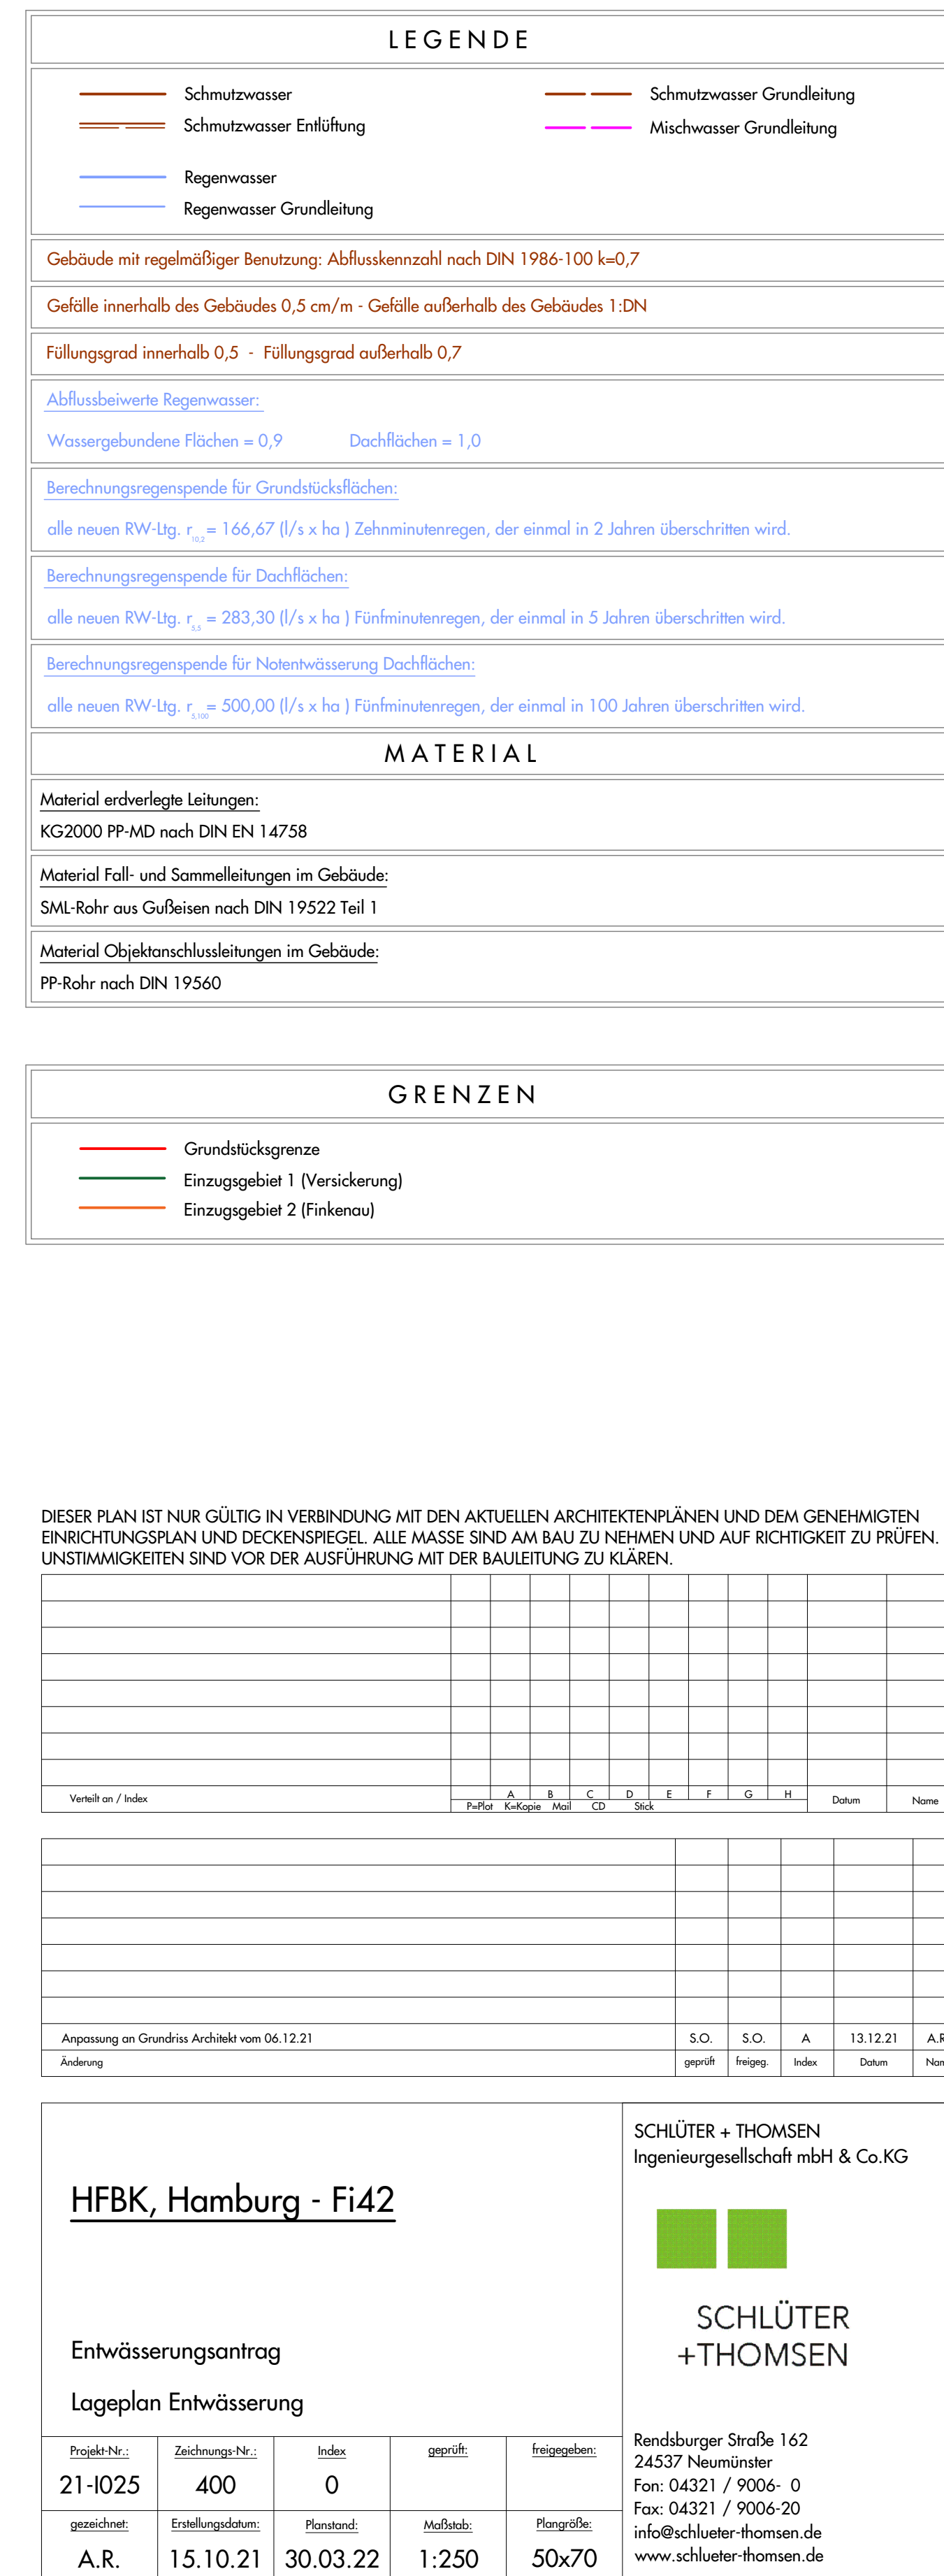 LEGENDE
Schmutzwasser
Schmutzwasser Grundleitung
Schmutzwasser Entlüftung
Mischwasser Grundleitung
Regenwasser
Regenwasser Grundleitung
Gebäude mit regelmäßiger Benutzung: Abflusskennzahl nach DIN 1986-100 k=0,7
Gefälle innerhalb des Gebäudes 0,5 cm/m - Gefälle außerhalb des Gebäudes 1:DN
Füllungsgrad innerhalb 0,5 - Füllungsgrad außerhalb 0,7
Abflussbeiwerte Regenwasser:
Wassergebundene Flächen = 0,9 Dachflächen = 1,0
Berechnungsregenspende für Grundstücksflächen:
alle neuen RW-Ltg. r 10,2 = 166,67 (l/s x ha ) Zehnminutenregen, der einmal in 2 Jahren überschritten wird.
Berechnungsregenspende für Dachflächen:
alle neuen RW-Ltg. r 5,5 = 283,30 (l/s x ha ) Fünfminutenregen, der einmal in 5 Jahren überschritten wird.
Berechnungsregenspende für Notentwässerung Dachflächen:
alle neuen RW-Ltg. r 5,100 = 500,00 (l/s x ha ) Fünfminutenregen, der einmal in 100 Jahren überschritten wird.
MATERIAL
Material erdverlegte Leitungen:
KG2000 PP-MD nach DIN EN 14758
Material Fall- und Sammelleitungen im Gebäude:
SML-Rohr aus Gußeisen nach DIN 19522 Teil 1
Material Objektanschlussleitungen im Gebäude:
PP-Rohr nach DIN 19560
GRENZEN
Grundstücksgrenze
Einzugsgebiet 1 (Versickerung)
Einzugsgebiet 2 (Finkenau)
DIESER PLAN IST NUR GÜLTIG IN VERBINDUNG MIT DEN AKTUELLEN ARCHITEKTENPLÄNEN UND DEM GENEHMIGTEN
EINRICHTUNGSPLAN UND DECKENSPIEGEL. ALLE MASSE SIND AM BAU ZU NEHMEN UND AUF RICHTIGKEIT ZU PRÜFEN.
UNSTIMMIGKEITEN SIND VOR DER AUSFÜHRUNG MIT DER BAULEITUNG ZU KLÄREN.
Verteilt an / Index A B C D E F G H Datum Name
P=Plot K=Kopie Mail CD Stick
Anpassung an Grundriss Architekt vom 06.12.21 S.O. S.O. A 13.12.21 A.R
Änderung geprüft freigeg. Index Datum Nam
HFBK, Hamburg - Fi42
Entwässerungsantrag
Lageplan Entwässerung
Projekt-Nr.: Zeichnungs-Nr.: Index geprüft: freigegeben:
21-I025 400 0
gezeichnet: Erstellungsdatum: Planstand: Maßstab: Plangröße:
A.R. 15.10.21 30.03.22 1:250 50x70
SCHLÜTER + THOMSEN
Ingenieurgesellschaft mbH & Co.KG
SCHLÜTER
+THOMSEN
Rendsburger Straße 162
24537 Neumünster
Fon: 04321 / 9006- 0
Fax: 04321 / 9006-20
info@schlueter-thomsen.de
www.schlueter-thomsen.de